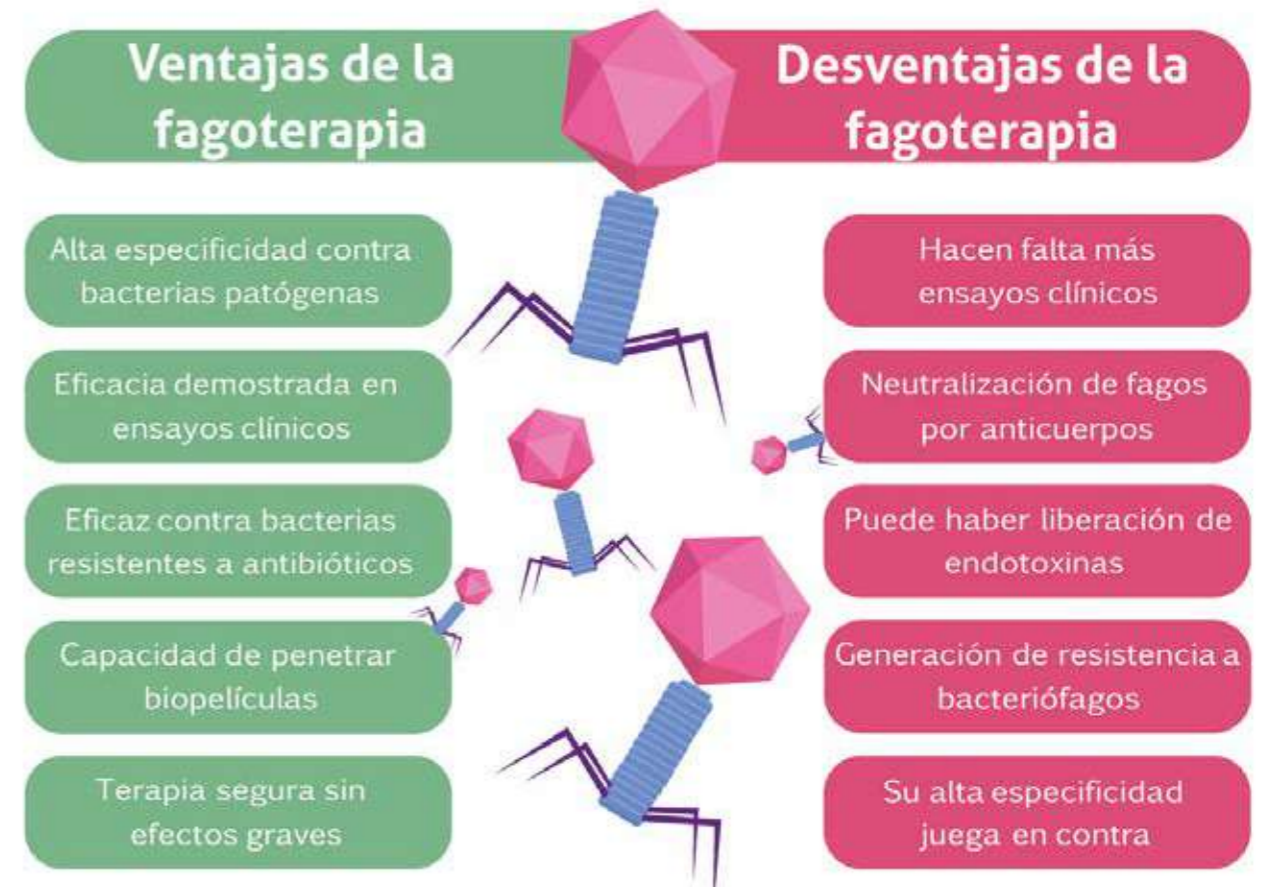 Ventajas de la
fagoterapia
Desventajas de la
fagoterapia
Alta especificidad contra
bacterias patógenas
Eficacia demostrada en
ensayos clínicos
Eficaz contra bacterias
resistentes a antibióticos
Capacidad de penetrar
biopelículas
Terapia segura sin
efectos graves
Hacen falta más
ensayos clínicos
Neutralización de fagos
por anticuerpos
Puede haber liberación de
endotoxinas
Generación de resistencia a
bacteriófagos
Su alta especificidad
juega en contra